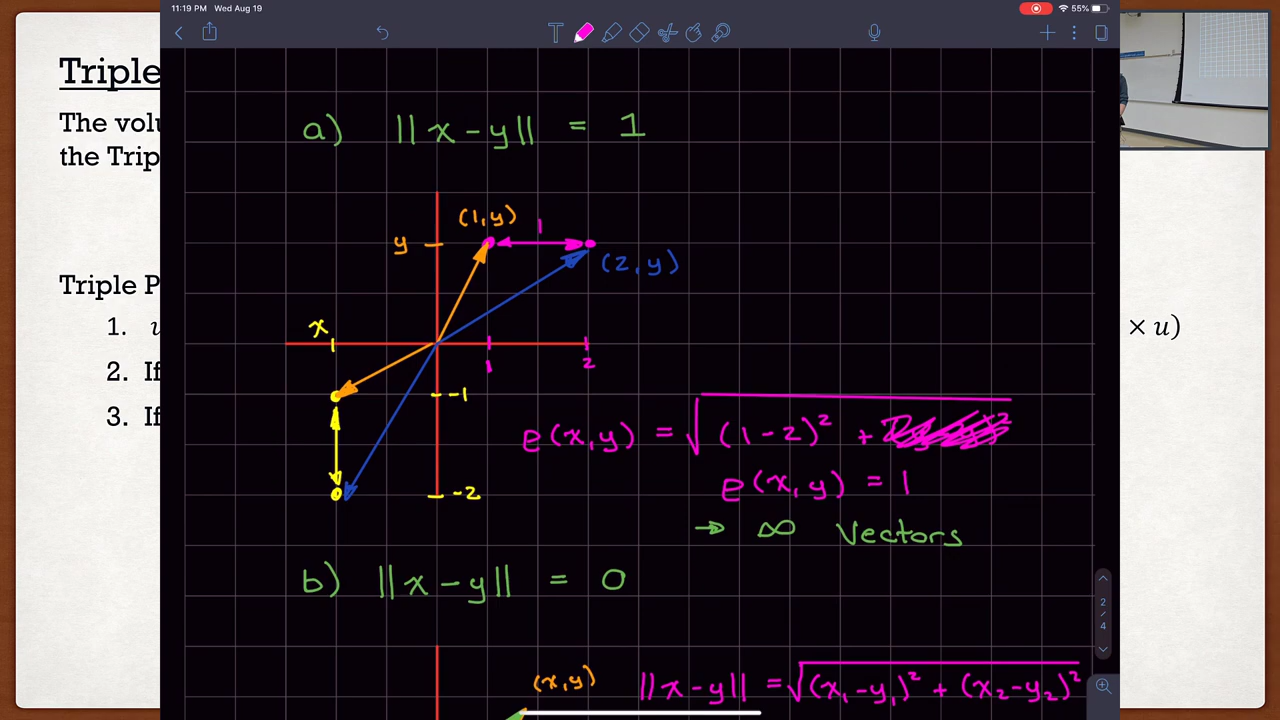 11:19 PM Wed Aug 19
55%
Triple
The volu
the Trip
a) ||x-y|| = 1
(1,y)
1
y
(2,y)
x
1
2
-1
e(x,y) = √(1-2)² +
e(x,y) = 1
-2
→ ∞ Vectors
b) ||x-y|| = 0
(x,y)
||x-y|| = √(x₁-y₁)² + (x₂-y₂)²
Triple P
1. u
× u)
2. If
3. If
2
/
4